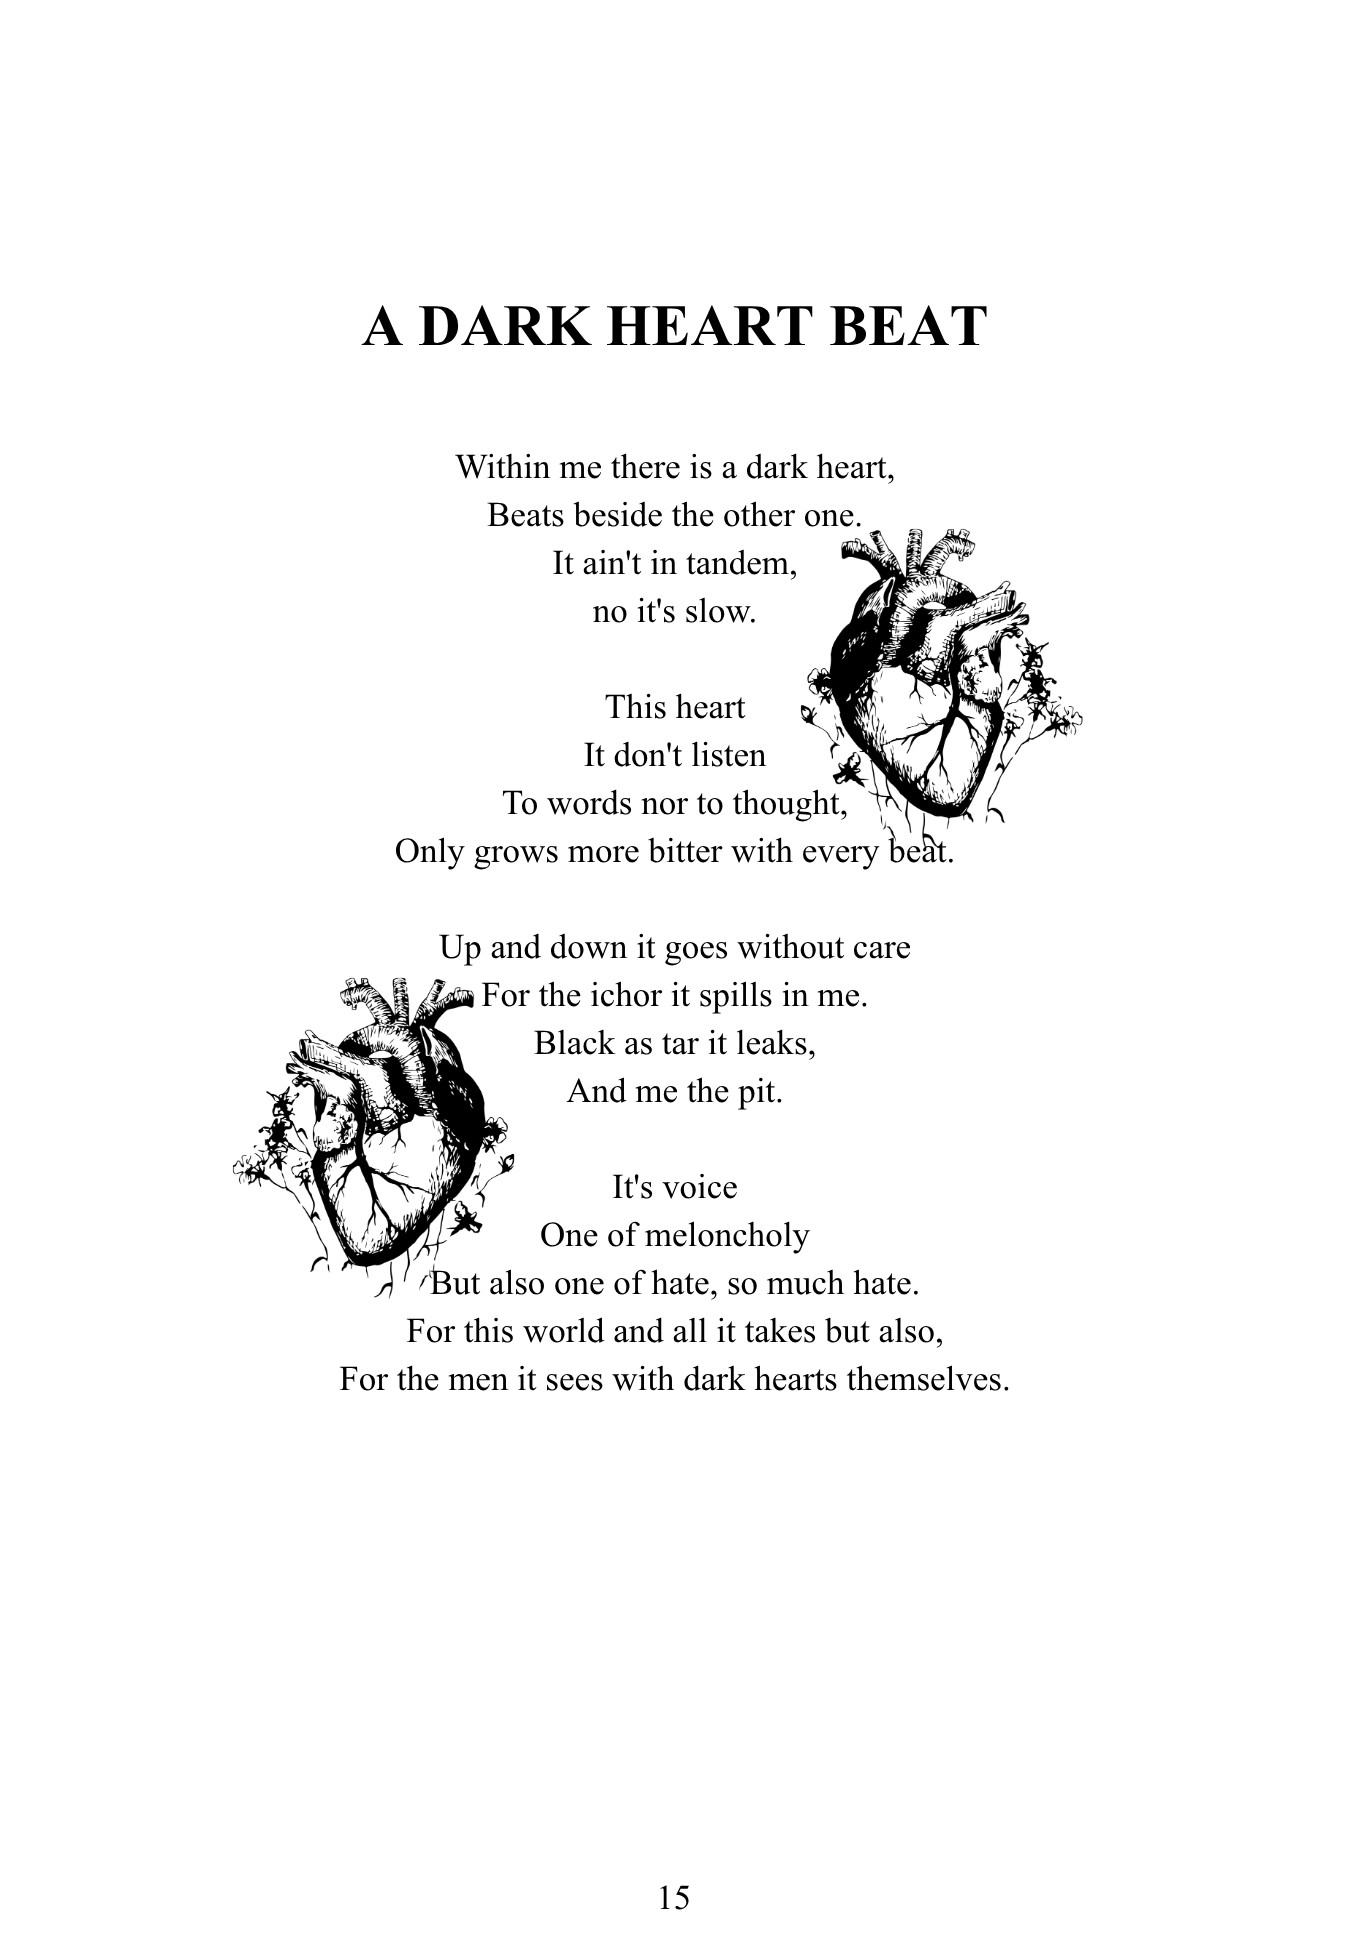 A DARK HEART BEAT
Within me there is a dark heart,
Beats beside the other one.
It ain't in tandem,
no it's slow.
This heart
It don't listen
To words nor to thought,
Only grows more bitter with every beat.
Up and down it goes without care
For the ichor it spills in me.
Black as tar it leaks,
And me the pit.
It's voice
One of meloncholy
But also one of hate, so much hate.
For this world and all it takes but also,
For the men it sees with dark hearts themselves.
15